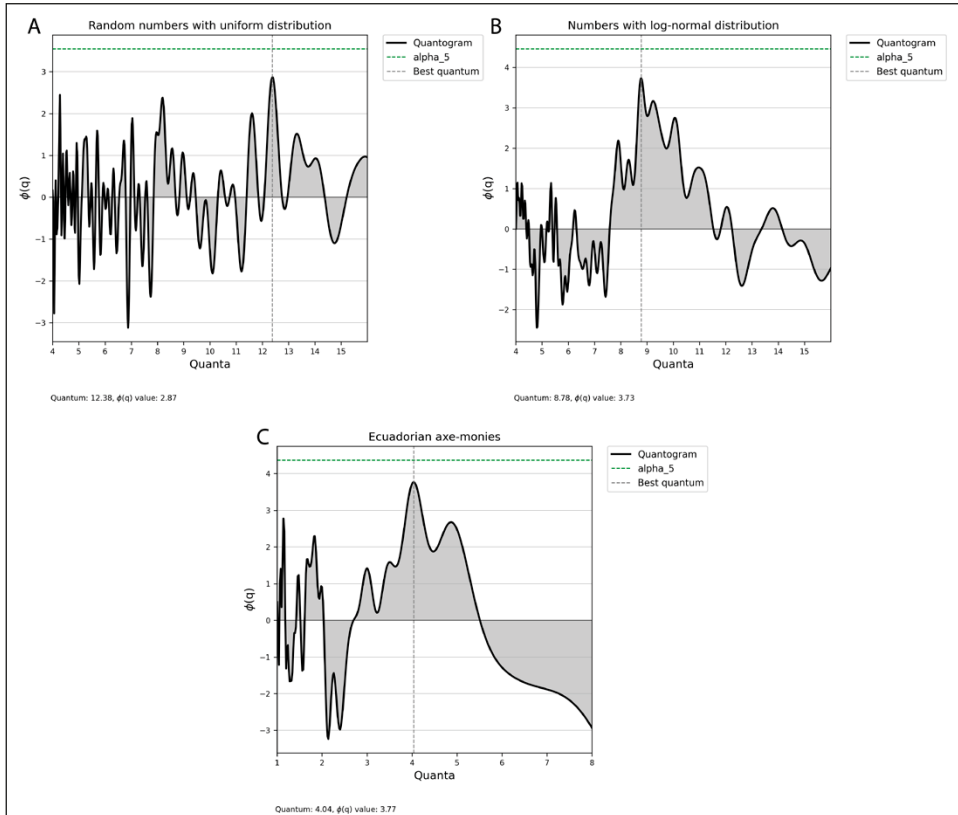 A
Random numbers with uniform distribution
3
2
1
0
−1
−2
−3
ϕ(q)
4 5 6 7 8 9 10 11 12 13 14 15
Quanta
Quantogram
alpha_5
Best quantum
Quantum: 12.38, ϕ(q) value: 2.87
B
Numbers with log-normal distribution
4
3
2
1
0
−1
−2
ϕ(q)
4 5 6 7 8 9 10 11 12 13 14 15
Quanta
Quantogram
alpha_5
Best quantum
Quantum: 8.78, ϕ(q) value: 3.73
C
Ecuadorian axe-monies
4
3
2
1
0
−1
−2
−3
ϕ(q)
1 2 3 4 5 6 7 8
Quanta
Quantogram
alpha_5
Best quantum
Quantum: 4.04, ϕ(q) value: 3.77